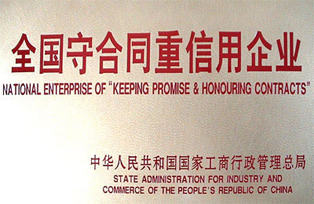 全国守合同重信用企业
NATIONAL ENTERPRISE OF "KEEPING PROMISE & HONOURING CONTRACTS"
中华人民共和国国家工商行政管理总局
STATE ADMINISTRATION FOR INDUSTRY AND
COMMERCE OF THE PEOPLE'S REPUBLIC OF CHINA